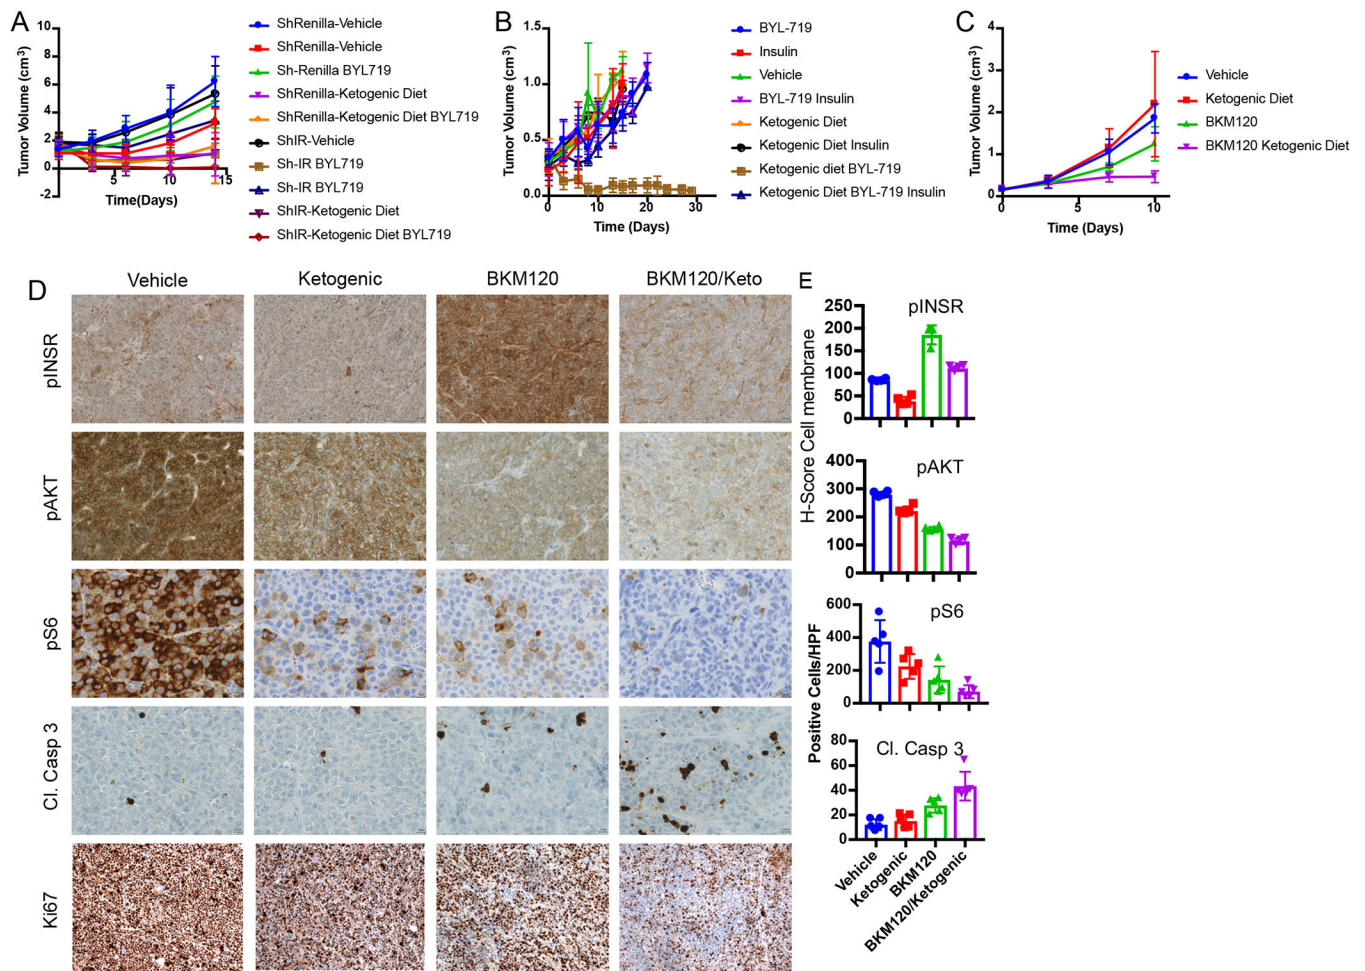 A
Tumor Volume (cm3)
10
8
6
4
2
0
-2
5
10
15
Time(Days)
ShRenilla-Vehicle
ShRenilla-Vehicle
Sh-Renilla BYL719
ShRenilla-Ketogenic Diet
ShRenilla-Ketogenic Diet BYL719
ShIR-Vehicle
Sh-IR BYL719
Sh-IR BYL719
ShIR-Ketogenic Diet
ShIR-Ketogenic Diet BYL719
B
Tumor Volume (cm3)
1.5
1.0
0.5
0.0
0
10
20
30
Time (Days)
BYL-719
Insulin
Vehicle
BYL-719 Insulin
Ketogenic Diet
Ketogenic Diet Insulin
Ketogenic diet BYL-719
Ketogenic Diet BYL-719 Insulin
C
Tumor Volume (cm3)
4
3
2
1
0
0
5
10
Time (Days)
Vehicle
Ketogenic Diet
BKM120
BKM120 Ketogenic Diet
D
Vehicle
Ketogenic
BKM120
BKM120/Keto
pINSR
pAKT
pS6
Cl. Casp 3
Ki67
E
H-Score Cell membrane
pINSR
250
200
150
100
50
0
pAKT
400
300
200
100
0
Positive Cells/HPF
pS6
600
400
200
0
Cl. Casp 3
80
60
40
20
0
Vehicle
Ketogenic
BKM120
BKM120/Ketogenic